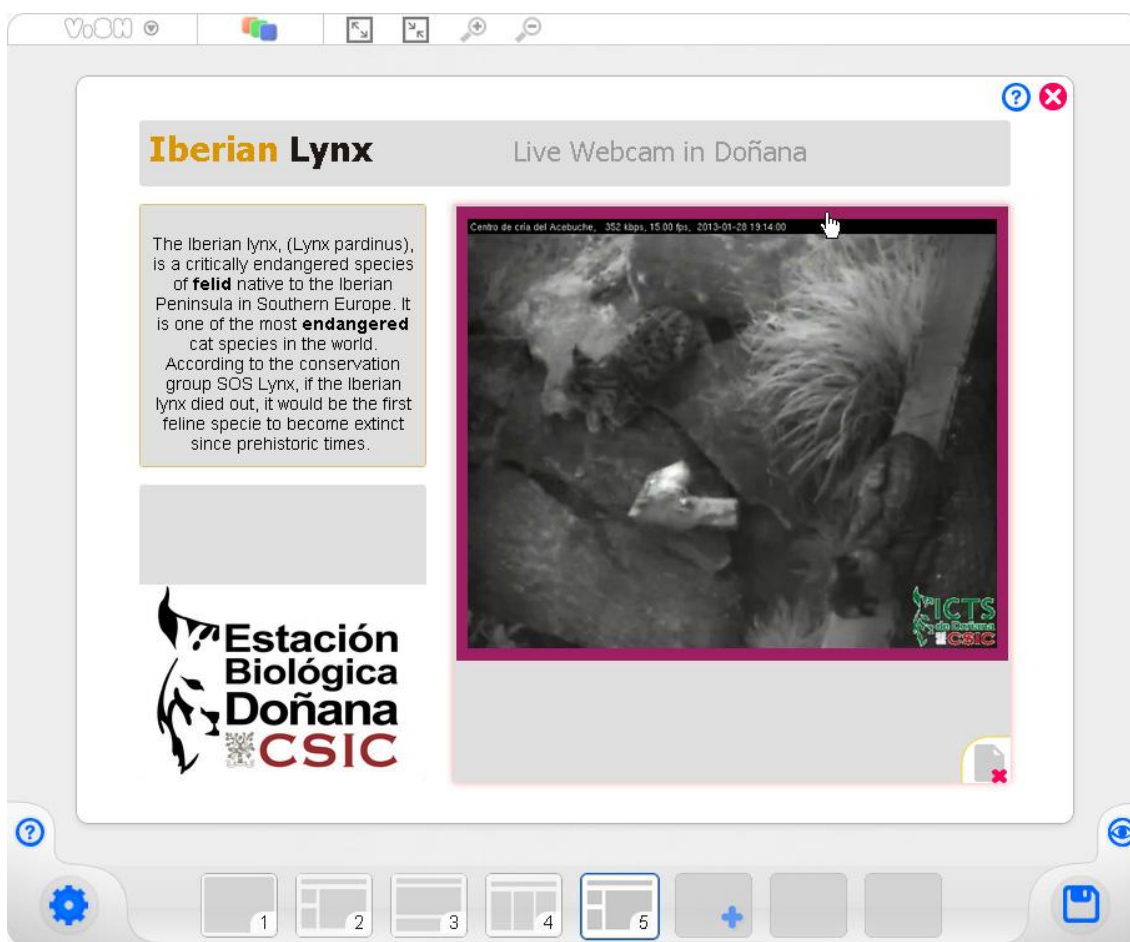 VISH
Iberian Lynx
Live Webcam in Doñana
The Iberian lynx, (Lynx pardinus),
is a critically endangered species
of felid native to the Iberian
Peninsula in Southern Europe. It
is one of the most endangered
cat species in the world.
According to the conservation
group SOS Lynx, if the Iberian
lynx died out, it would be the first
feline specie to become extinct
since prehistoric times.
Centro de cría del Acebuche, 352 kbps, 15.00 fps, 2013-01-28 19:14:00
ICTS
de Doñana
CSIC
Estación
Biológica
Doñana
CSIC
1
2
3
4
5